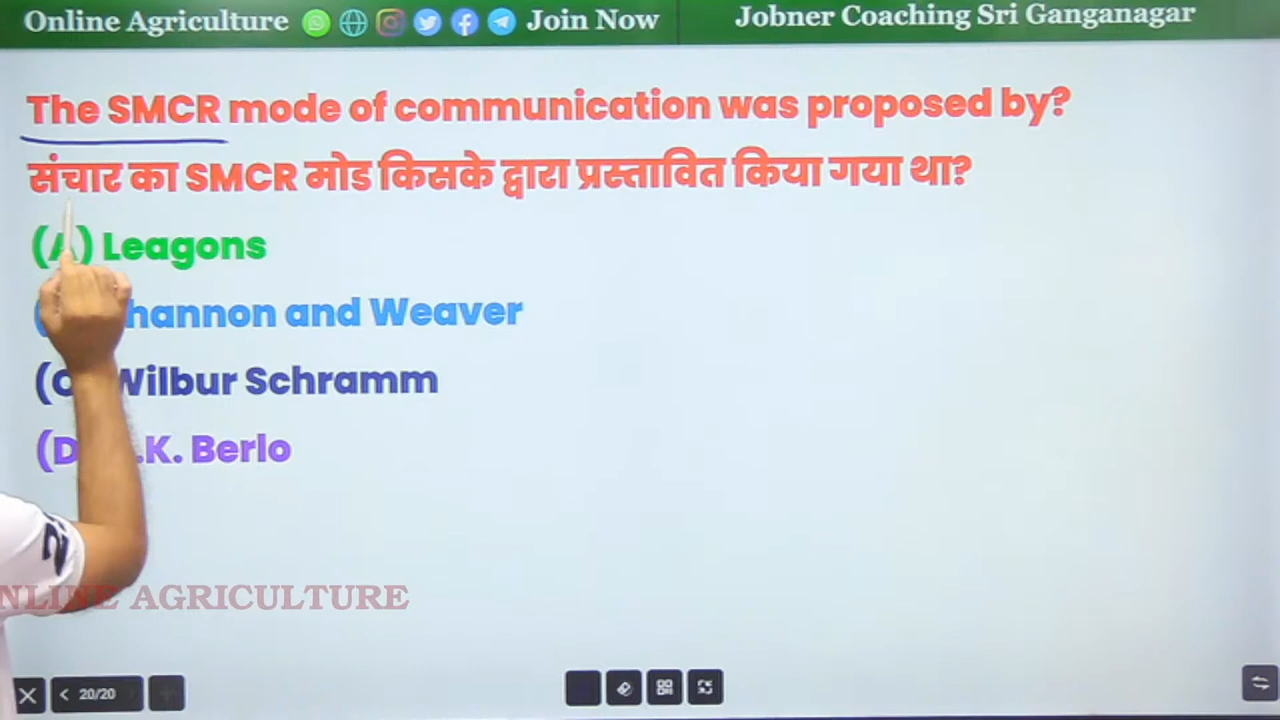 Online Agriculture Join Now
Jobner Coaching Sri Ganganagar
The SMCR mode of communication was proposed by?
संचार का SMCR मोड किसके द्वारा प्रस्तावित किया गया था?
(A) Leagons
and Weaver
Wilbur Schramm
Berlo
AGRICULTURE
20/20